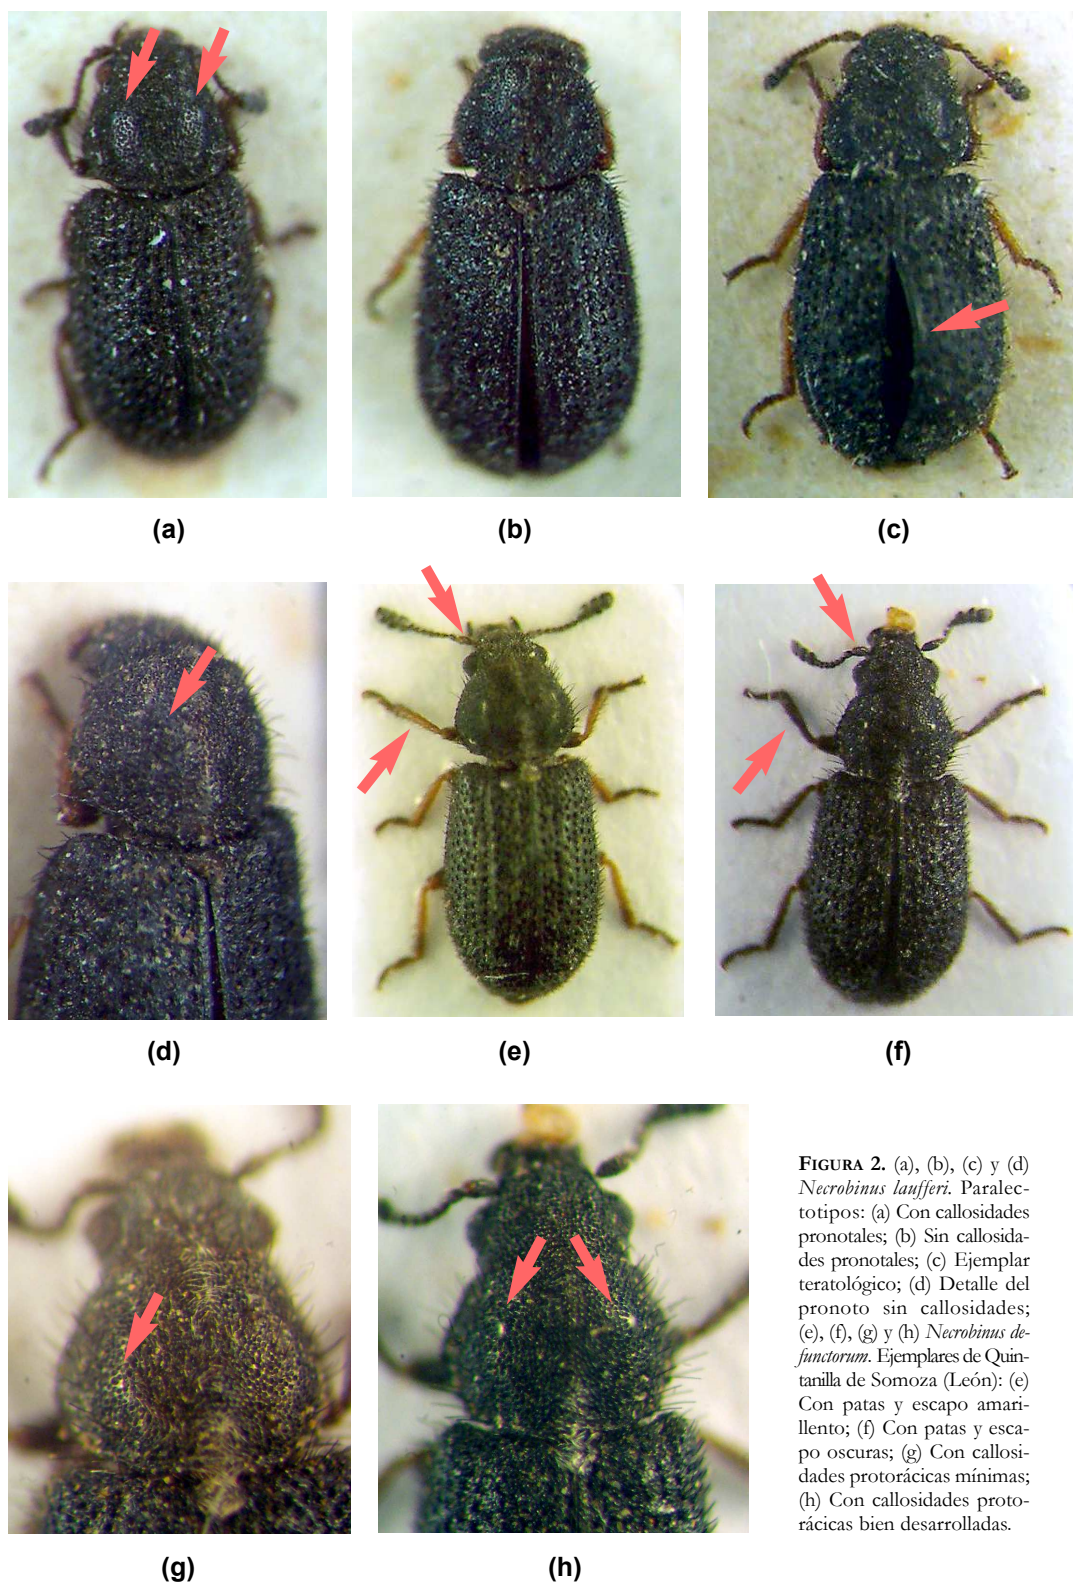 (a)
(b)
(c)
(d)
(e)
(f)
(g)
(h)
FIGURA 2. (a), (b), (c) y (d)
Necrobinus laufferi. Paralec-
totipos: (a) Con callosidades
pronotales; (b) Sin callosida-
des pronotales; (c) Ejemplar
teratológico; (d) Detalle del
pronoto sin callosidades;
(e), (f), (g) y (h) Necrobinus de-
functorum. Ejemplares de Quin-
tanilla de Somoza (León): (e)
Con patas y escapo amari-
llento; (f) Con patas y esca-
po oscuras; (g) Con callosi-
dades protorácicas mínimas;
(h) Con callosidades proto-
rácicas bien desarrolladas.